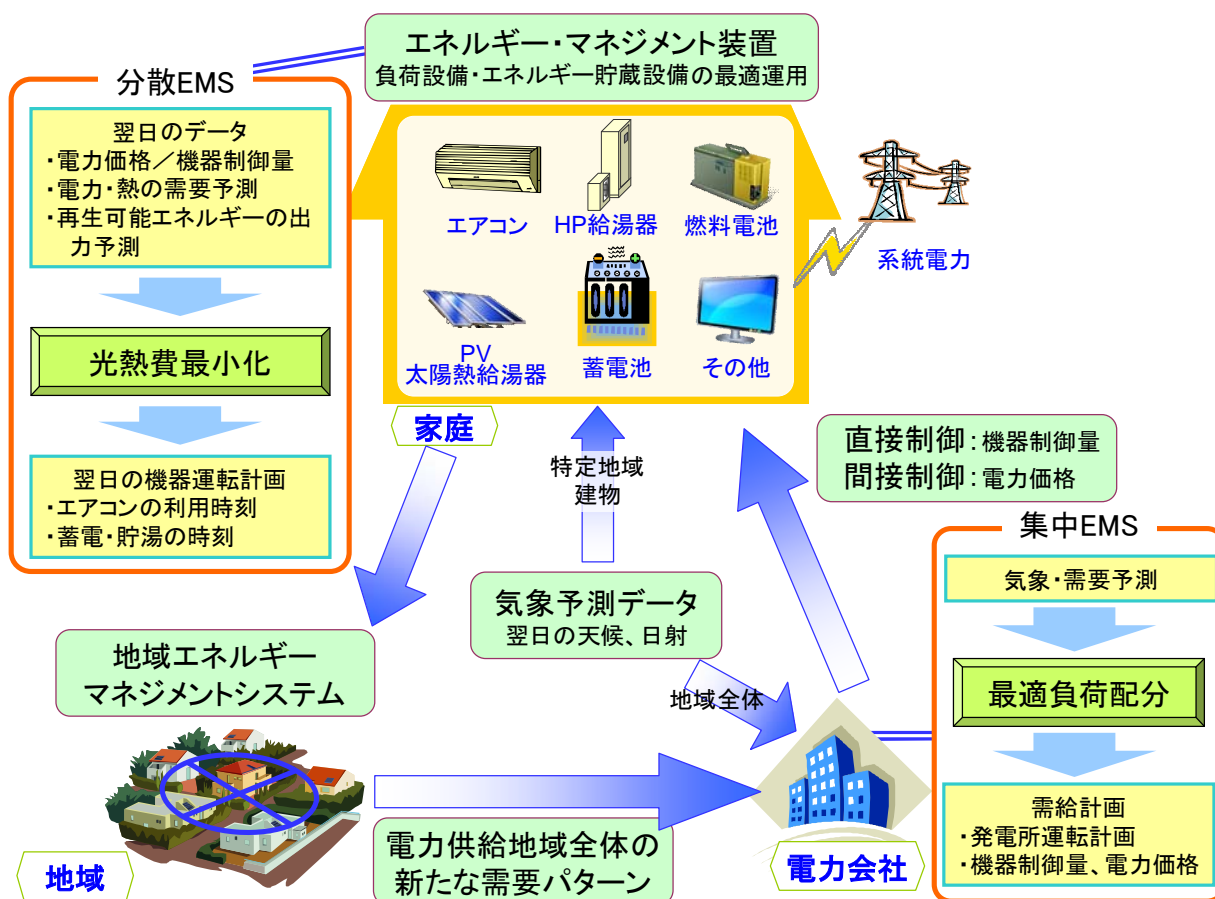 エネルギー・マネジメント装置
負荷設備・エネルギー貯蔵設備の最適運用
分散EMS
翌日のデータ
・電力価格／機器制御量
・電力・熱の需要予測
・再生可能エネルギーの出
力予測
光熱費最小化
翌日の機器運転計画
・エアコンの利用時刻
・蓄電・貯湯の時刻
エアコン
HP給湯器
燃料電池
PV
太陽熱給湯器
蓄電池
その他
系統電力
家庭
特定地域
建物
直接制御：機器制御量
間接制御：電力価格
気象予測データ
翌日の天候、日射
地域全体
地域エネルギー
マネジメントシステム
地域
電力供給地域全体の
新たな需要パターン
電力会社
集中EMS
気象・需要予測
最適負荷配分
需給計画
・発電所運転計画
・機器制御量、電力価格